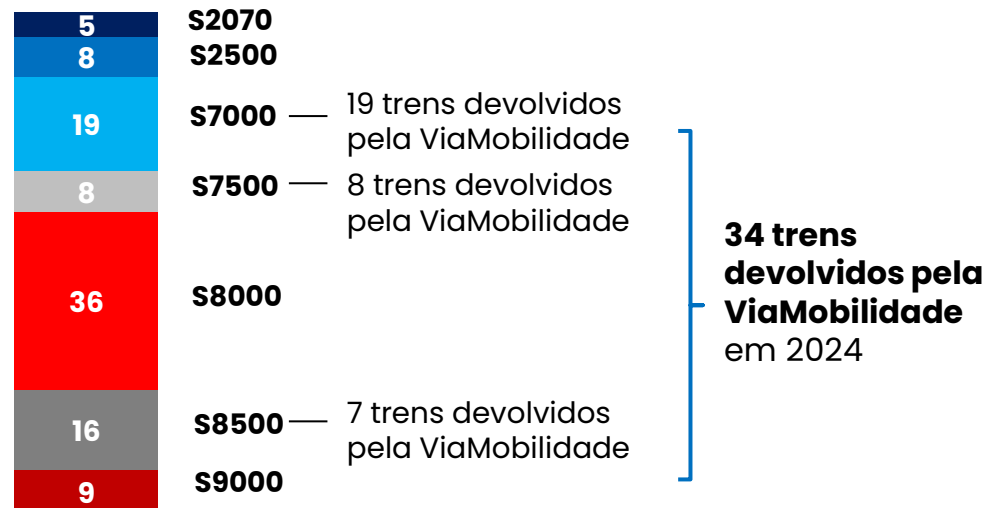 5 S2070
8 S2500
19 S7000 19 trens devolvidos
pela ViaMobilidade
8 S7500 8 trens devolvidos
pela ViaMobilidade
34 trens
devolvidos pela
ViaMobilidade
em 2024
36 S8000
16 S8500 7 trens devolvidos
pela ViaMobilidade
9 S9000